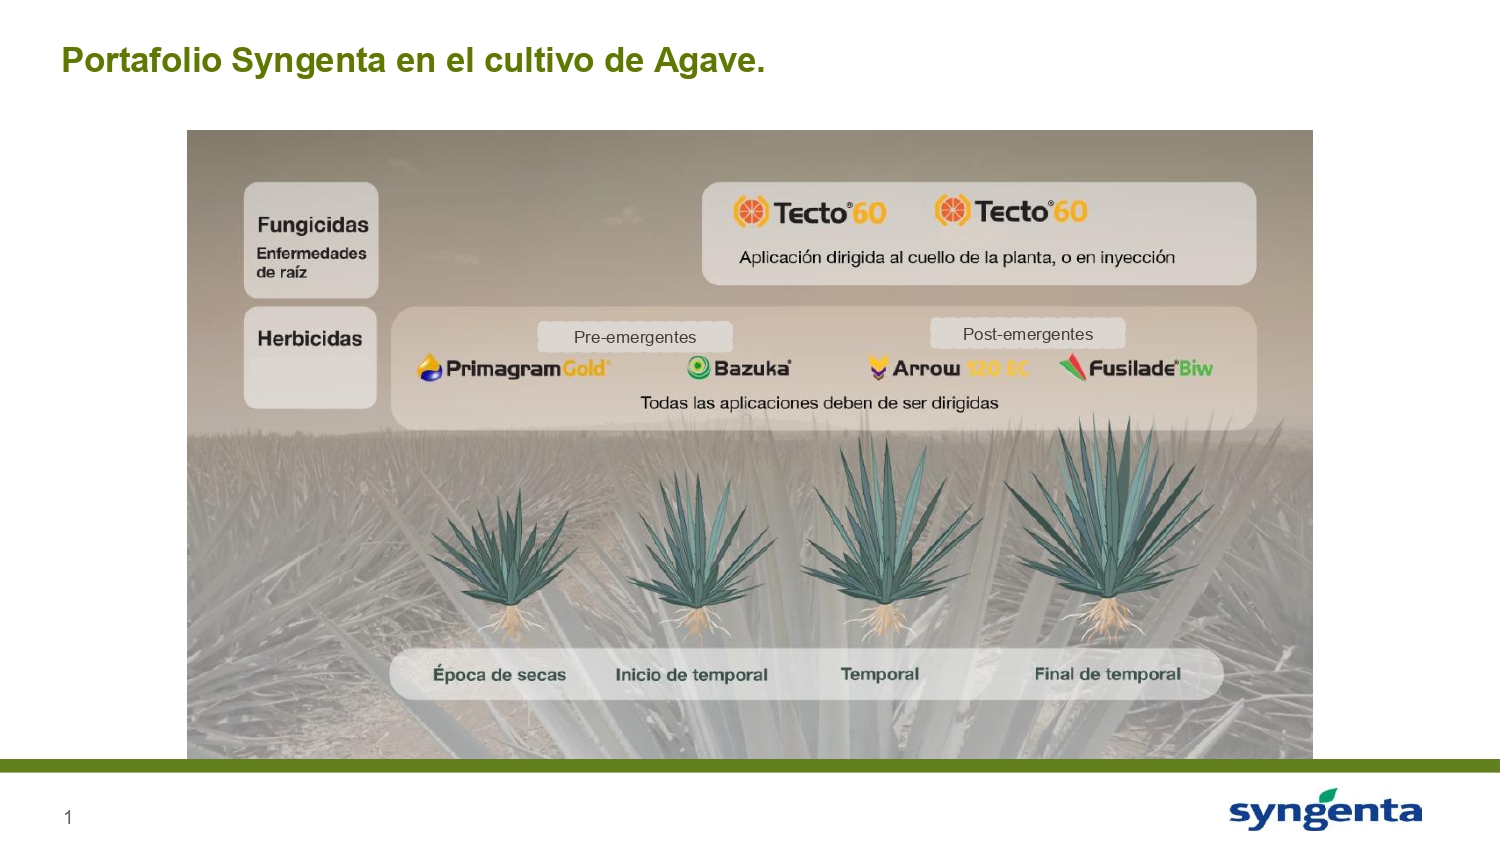 Portafolio Syngenta en el cultivo de Agave.
Fungicidas
Enfermedades
de raíz
Tecto®60
Tecto®60
Aplicación dirigida al cuello de la planta, o en inyección
Herbicidas
Pre-emergentes
Post-emergentes
PrimagramGold®
Bazuka®
Arrow 120 EC
Fusilade®Biw
Todas las aplicaciones deben de ser dirigidas
Época de secas
Inicio de temporal
Temporal
Final de temporal
1
syngenta